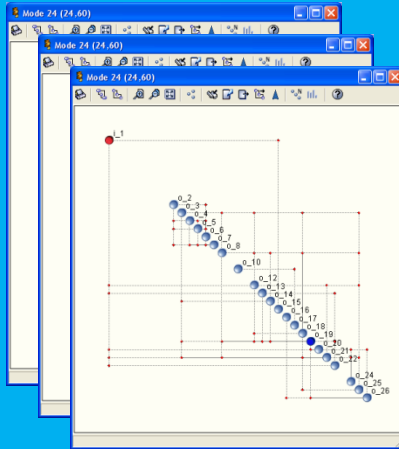 Mode 24 (24,60)
Mode 24 (24,60)
Mode 24 (24,60)
i_1
o_2
o_3
o_4
o_5
o_6
o_7
o_8
o_10
o_12
o_13
o_14
o_15
o_16
o_17
o_18
o_19
o_20
o_21
o_22
o_24
o_25
o_26